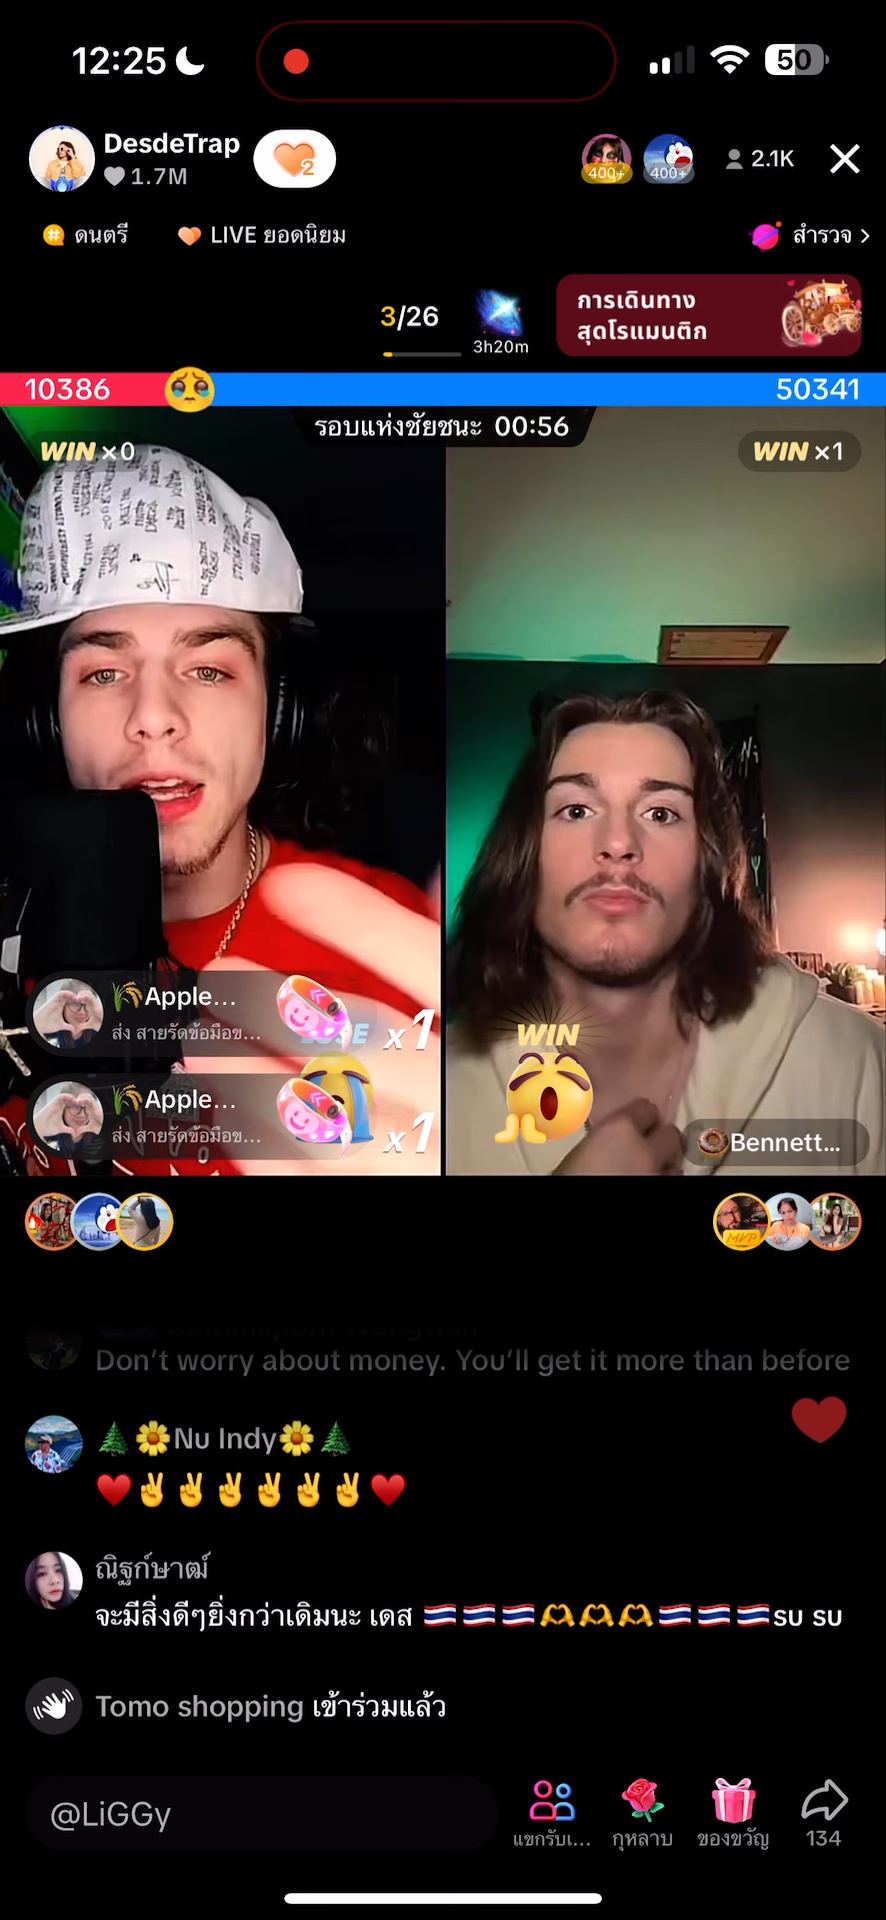 12:25
50
DesdeTrap
1.7M
2
400+
400+
2.1K
ดนตรี
LIVE ยอดนิยม
สำรวจ >
3/26
3h20m
การเดินทาง
สุดโรแมนติก
10386
50341
รอบแห่งชัยชนะ 00:56
WIN x0
WIN x1
🌾Apple...
ส่ง สายรัดข้อมือข...
x1
WIN
🌾Apple...
ส่ง สายรัดข้อมือข...
x1
🍩Bennett...
MVP
Don't worry about money. You'll get it more than before
🌲🌼Nu Indy🌼🌲
♥️✌️✌️✌️✌️✌️✌️♥️
ณิฐก์ษาฒ์
จะมีสิ่งดีๆยิ่งกว่าเดิมนะ เดส 🇹🇭🇹🇭🇹🇭🫶🫶🫶🇹🇭🇹🇭🇹🇭su su
Tomo shopping เข้าร่วมแล้ว
@LiGGy
แขกรับเ...
กุหลาบ
ของขวัญ
134